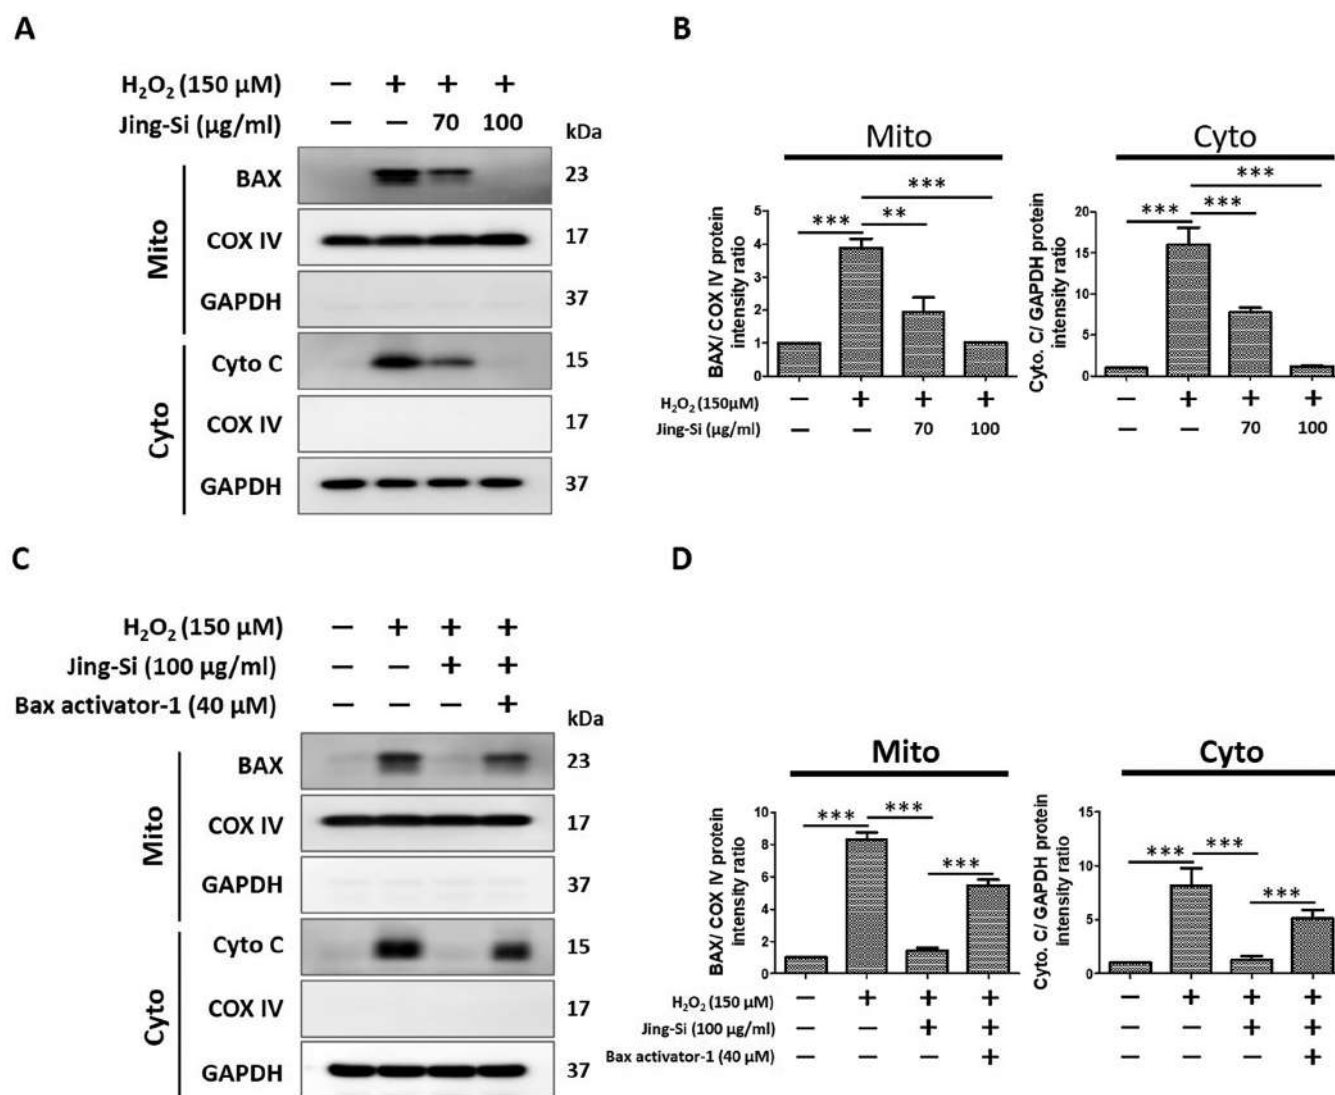 A
H₂O₂ (150 μM) − + + +
Jing-Si (μg/ml) − − 70 100
kDa
Mito
BAX 23
COX IV 17
GAPDH 37
Cyto
Cyto C 15
COX IV 17
GAPDH 37
B
Mito
BAX/ COX IV protein
intensity ratio
5
4
3
2
1
0
*** ** ***
H₂O₂ (150μM) − + + +
Jing-Si (μg/ml) − − 70 100
Cyto
Cyto. C/ GAPDH protein
intensity ratio
20
15
10
5
0
*** *** ***
− + + +
− − 70 100
C
H₂O₂ (150 μM) − + + +
Jing-Si (100 μg/ml) − − + +
Bax activator-1 (40 μM) − − − +
kDa
Mito
BAX 23
COX IV 17
GAPDH 37
Cyto
Cyto C 15
COX IV 17
GAPDH 37
D
Mito
BAX/ COX IV protein
intensity ratio
10
8
6
4
2
0
*** *** ***
H₂O₂ (150 μM) − + + +
Jing-Si (100 μg/ml) − − + +
Bax activator-1 (40 μM) − − − +
Cyto
Cyto. C/ GAPDH protein
intensity ratio
15
10
5
0
*** *** ***
− + + +
− − + +
− − − +